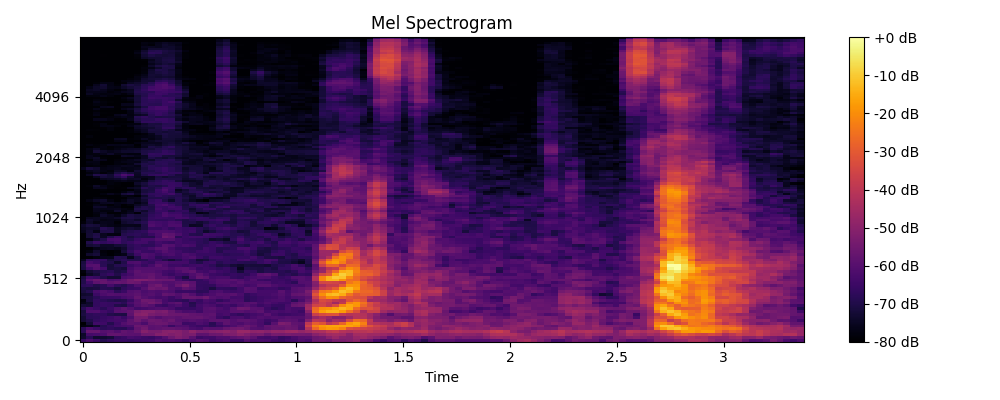 Mel Spectrogram
Hz
4096
2048
1024
512
0
0
0.5
1
1.5
2
2.5
3
Time
+0 dB
-10 dB
-20 dB
-30 dB
-40 dB
-50 dB
-60 dB
-70 dB
-80 dB